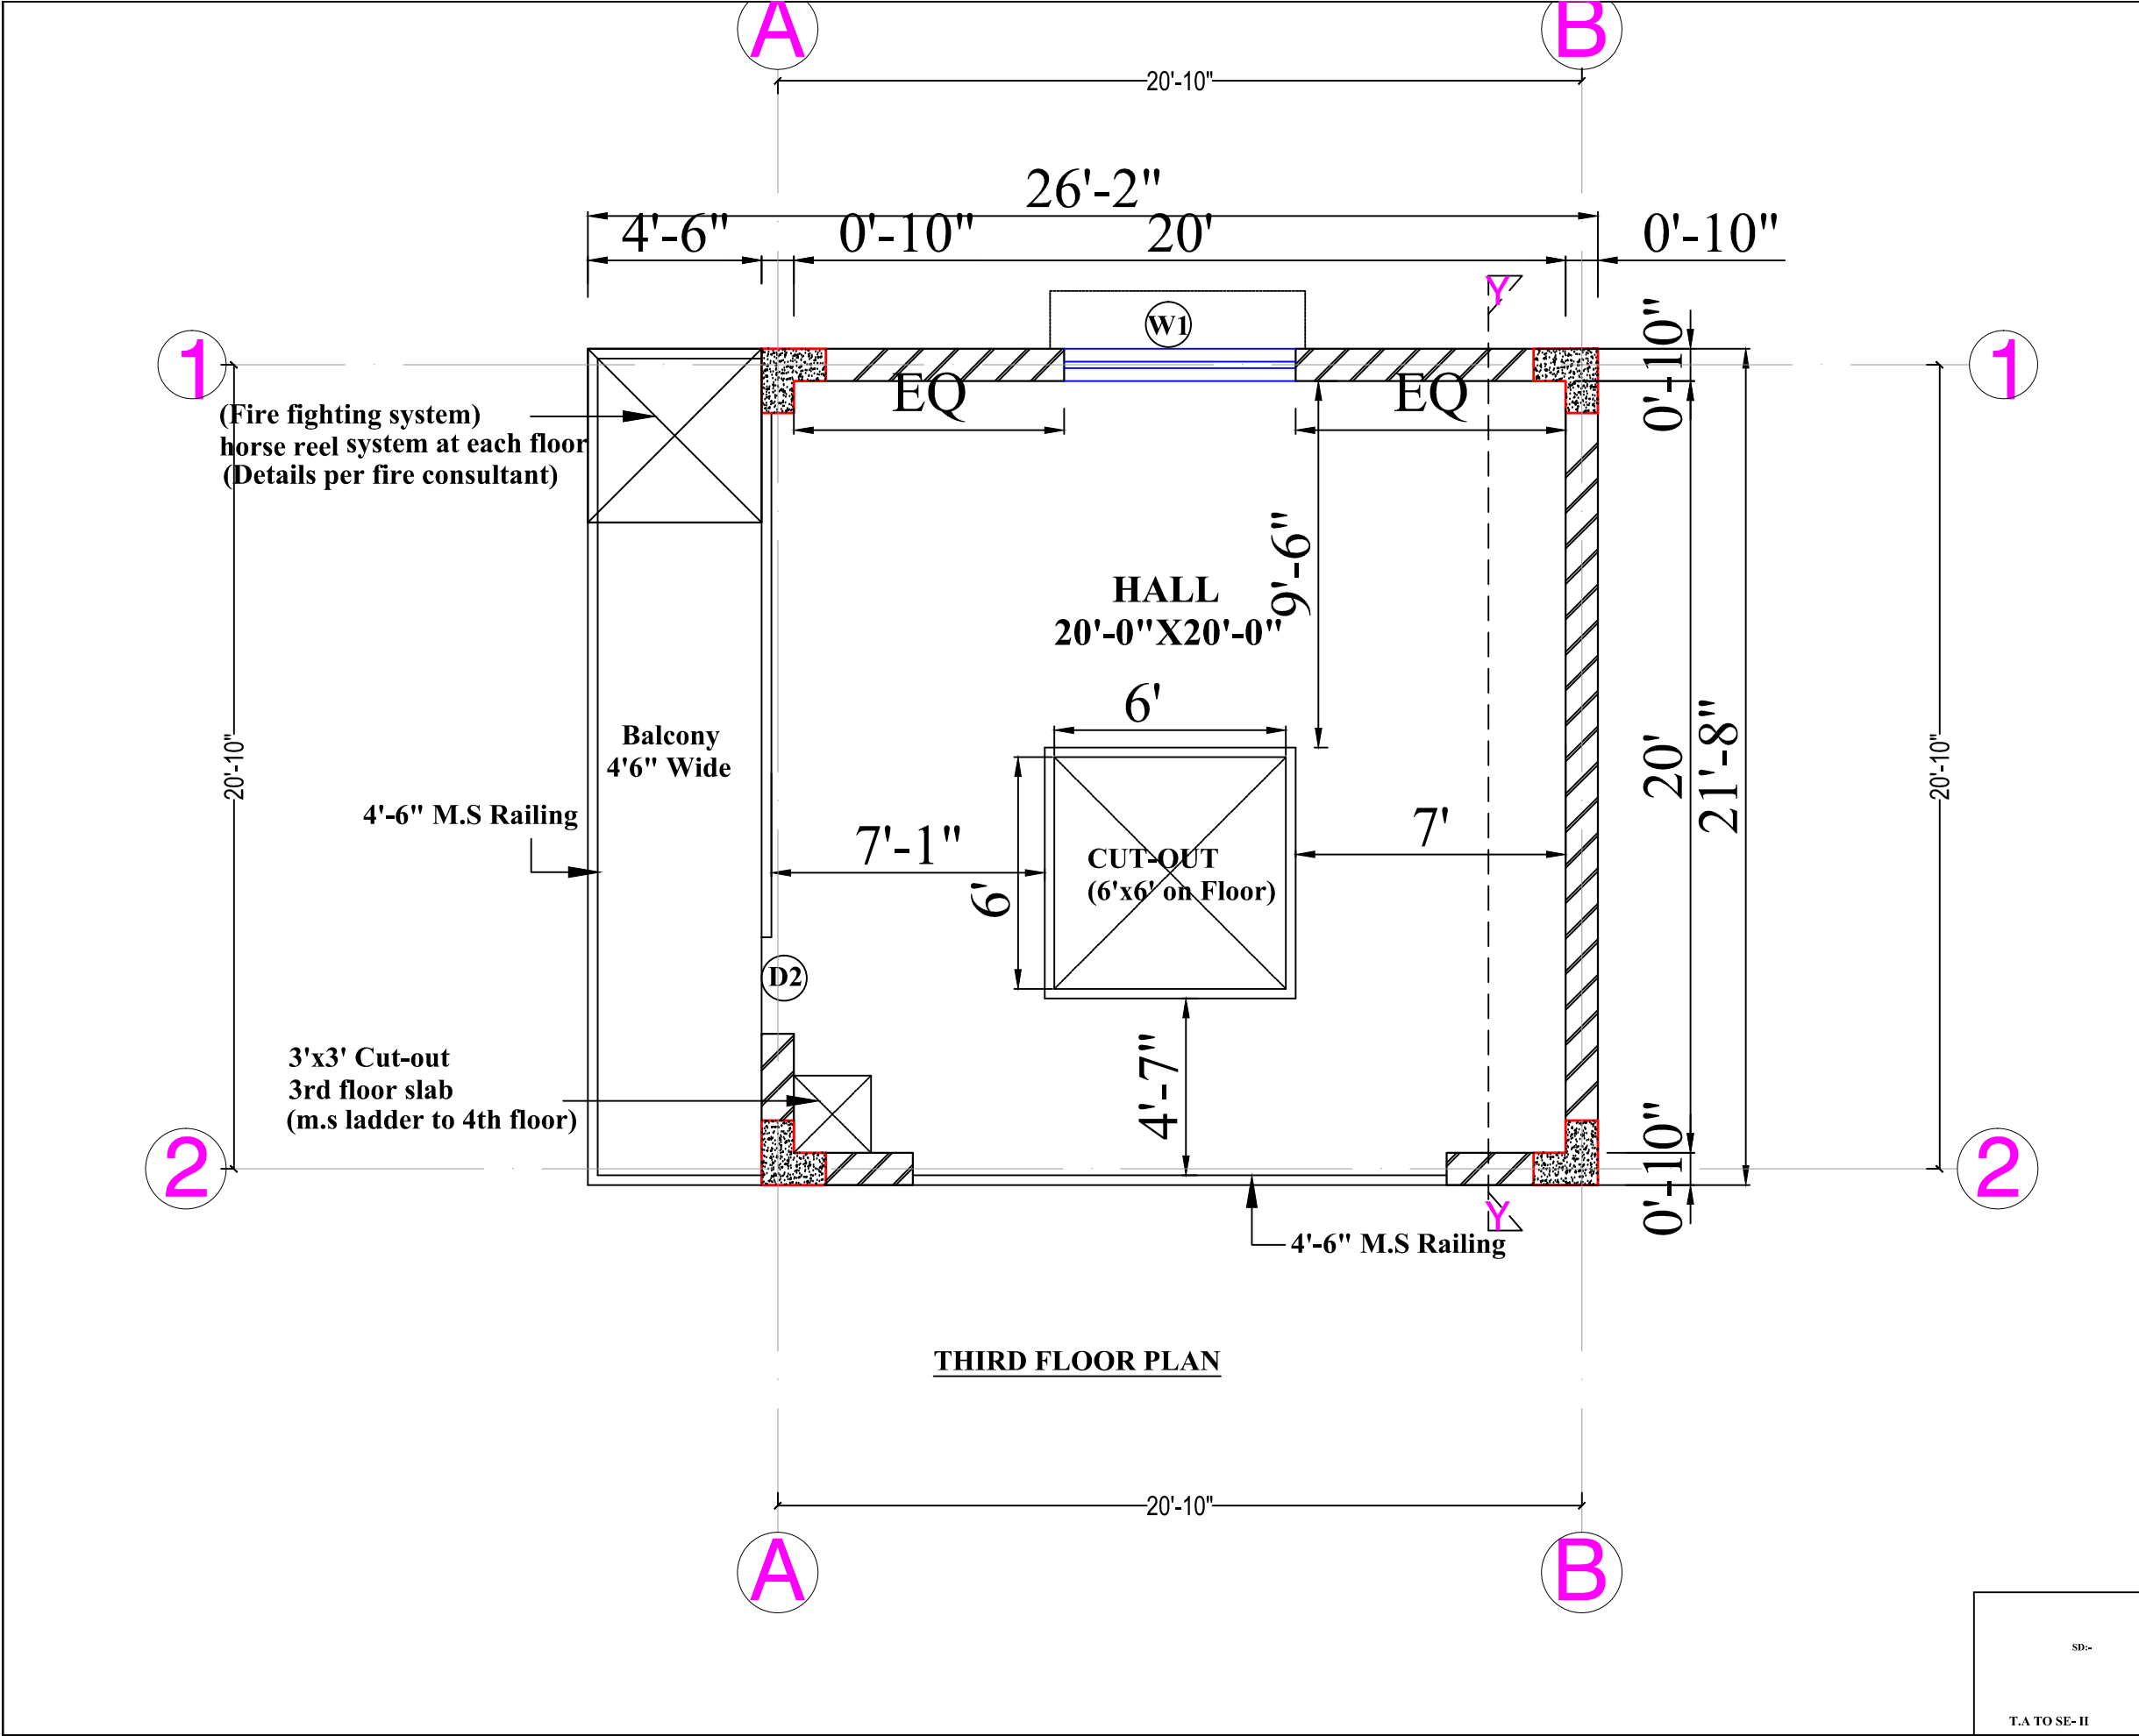 A
B
20'-10"
26'-2"
4'-6"
0'-10"
20'
0'-10"
Y
W1
0'-10"
1
1
EQ
EQ
(Fire fighting system)
horse reel system at each floor
(Details per fire consultant)
9'-6"
HALL
20'-0"X20'-0"
6'
Balcony
4'6" Wide
20'-10"
20'
21'-8"
20'-10"
4'-6" M.S Railing
7'-1"
7'
CUT-OUT
(6'x6' on Floor)
6'
D2
3'x3' Cut-out
3rd floor slab
(m.s ladder to 4th floor)
4'-7"
0'-10"
2
2
Y
4'-6" M.S Railing
THIRD FLOOR PLAN
20'-10"
A
B
SD:-
T.A TO SE- II